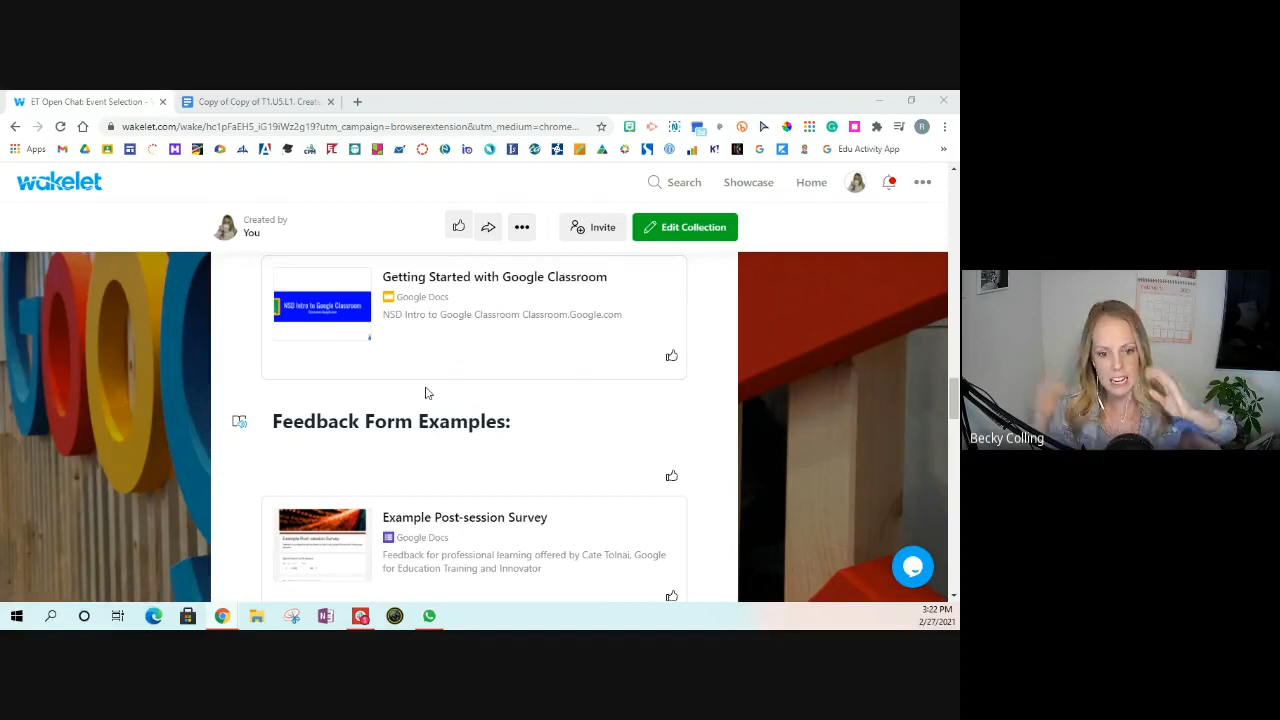 ET Open Chat: Event Selection -
Copy of Copy of T1.U5.L1. Create
wakelet.com/wake/hc1pFaEH5_iG19iWz2g19?utm_campaign=browserextension&utm_medium=chrome...
Apps
Edu Activity App
wakelet
Search
Showcase
Home
Created by
You
Invite
Edit Collection
Getting Started with Google Classroom
Google Docs
NSD Intro to Google Classroom Classroom.Google.com
NSD Intro to Google Classroom
Feedback Form Examples:
Example Post-session Survey
Google Docs
Feedback for professional learning offered by Cate Tolnai, Google
for Education Training and Innovator
Example Post-session Survey
3:22 PM
2/27/2021
Becky Colling